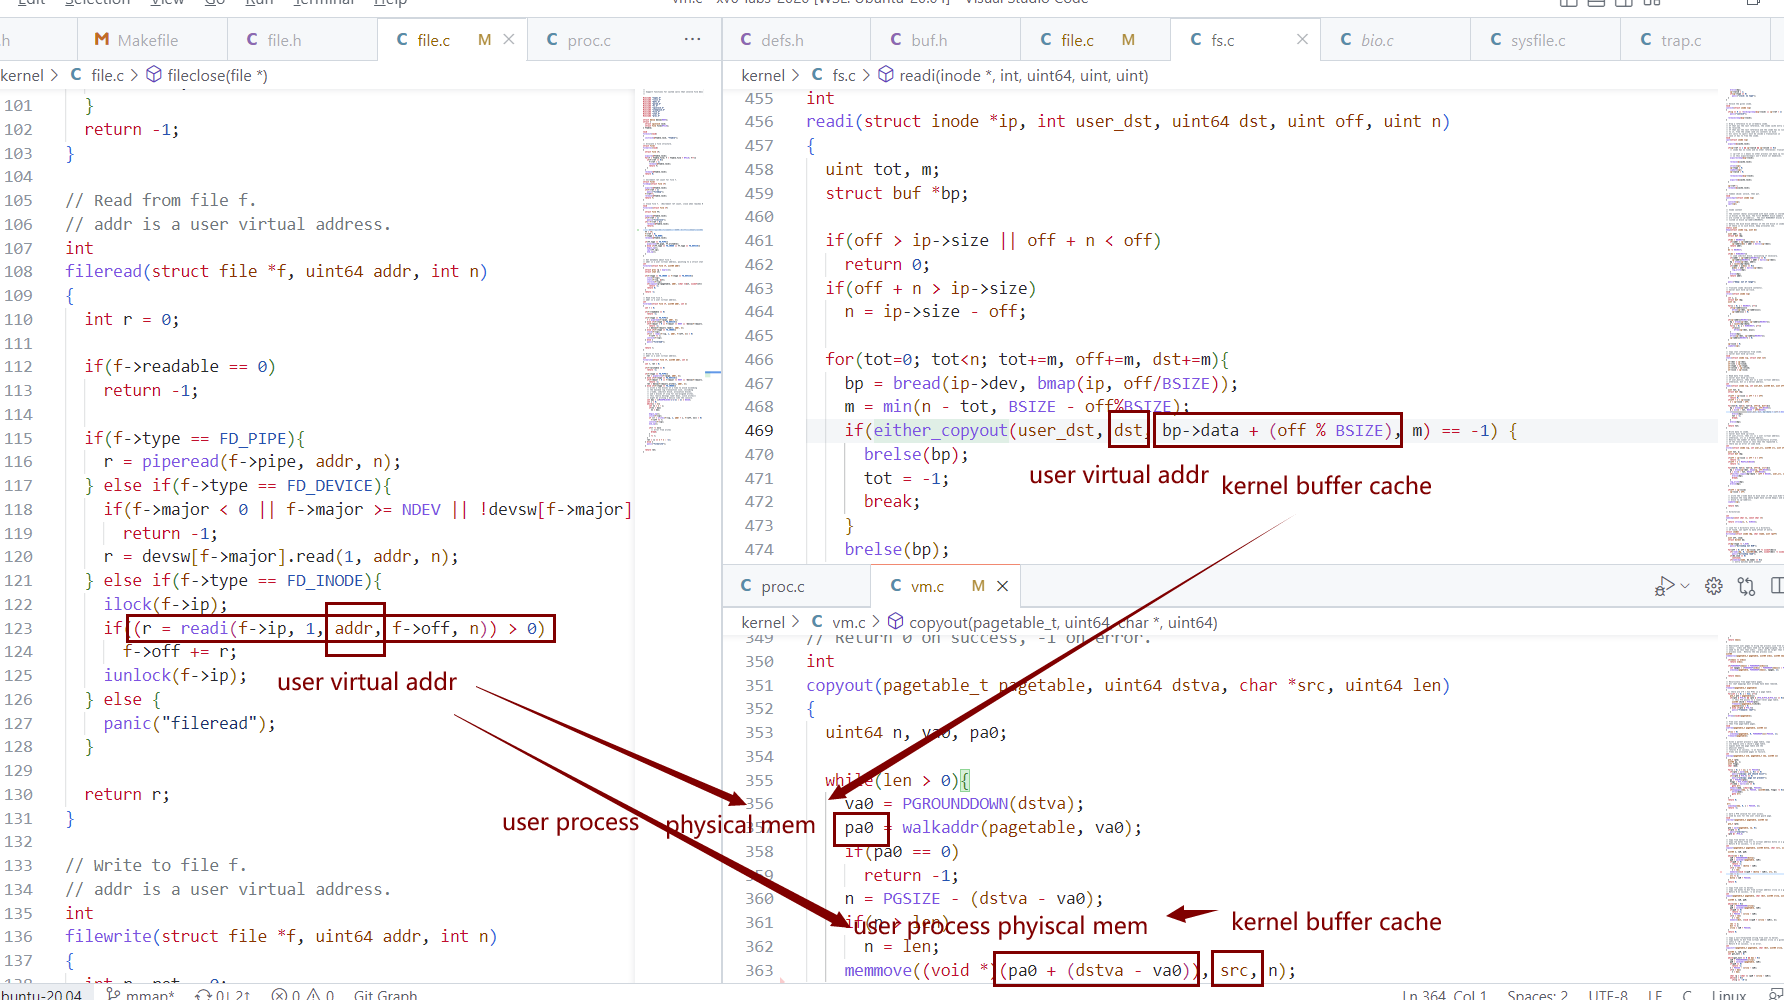 Edit Selection View Go Run Terminal Help
vm.c - xv6-labs-2020 [WSL: Ubuntu-20.04] - Visual Studio Code
.h Makefile file.h file.c M proc.c ...
kernel > file.c > fileclose(file *)
101 }
102 return -1;
103 }
104
105 // Read from file f.
106 // addr is a user virtual address.
107 int
108 fileread(struct file *f, uint64 addr, int n)
109 {
110 int r = 0;
111
112 if(f->readable == 0)
113 return -1;
114
115 if(f->type == FD_PIPE){
116 r = piperead(f->pipe, addr, n);
117 } else if(f->type == FD_DEVICE){
118 if(f->major < 0 || f->major >= NDEV || !devsw[f->major]
119 return -1;
120 r = devsw[f->major].read(1, addr, n);
121 } else if(f->type == FD_INODE){
122 ilock(f->ip);
123 if((r = readi(f->ip, 1, addr, f->off, n)) > 0)
124 f->off += r;
125 iunlock(f->ip);
user virtual addr
126 } else {
127 panic("fileread");
128 }
129
130 return r;
131 }
user process physical mem
132
133 // Write to file f.
134 // addr is a user virtual address.
135 int
136 filewrite(struct file *f, uint64 addr, int n)
137 {
defs.h buf.h file.c M fs.c bio.c sysfile.c trap.c
kernel > fs.c > readi(inode *, int, uint64, uint, uint)
455 int
456 readi(struct inode *ip, int user_dst, uint64 dst, uint off, uint n)
457 {
458 uint tot, m;
459 struct buf *bp;
460
461 if(off > ip->size || off + n < off)
462 return 0;
463 if(off + n > ip->size)
464 n = ip->size - off;
465
466 for(tot=0; tot<n; tot+=m, off+=m, dst+=m){
467 bp = bread(ip->dev, bmap(ip, off/BSIZE));
468 m = min(n - tot, BSIZE - off%BSIZE);
469 if(either_copyout(user_dst, dst, bp->data + (off % BSIZE), m) == -1) {
470 brelse(bp);
471 tot = -1;
user virtual addr
kernel buffer cache
472 break;
473 }
474 brelse(bp);
proc.c vm.c M
kernel > vm.c > copyout(pagetable_t, uint64, char *, uint64)
349 // Return 0 on success, -1 on error.
350 int
351 copyout(pagetable_t pagetable, uint64 dstva, char *src, uint64 len)
352 {
353 uint64 n, va0, pa0;
354
355 while(len > 0){
356 va0 = PGROUNDDOWN(dstva);
357 pa0 = walkaddr(pagetable, va0);
358 if(pa0 == 0)
359 return -1;
360 n = PGSIZE - (dstva - va0);
361 if(n > len)
user process phyiscal mem
kernel buffer cache
362 n = len;
363 memmove((void *)(pa0 + (dstva - va0)), src, n);
buntu-20.04 mmap* 0↓2↑ 0 0 Git Graph
Ln 364, Col 1 Spaces: 2 UTF-8 LF C Linux